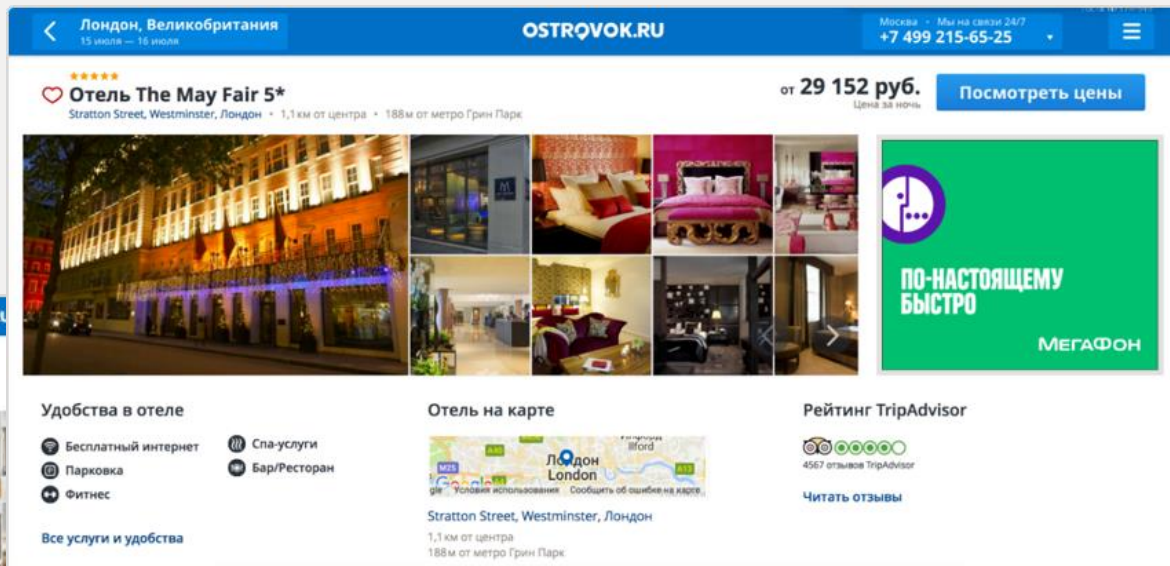 Лондон, Великобритания
15 июля — 16 июля
OSTROVOK.RU
Москва • Мы на связи 24/7
+7 499 215-65-25
Отель The May Fair 5*
Stratton Street, Westminster, Лондон • 1,1 км от центра • 188м от метро Грин Парк
от 29 152 руб.
Цена за ночь
Посмотреть цены
ПО-НАСТОЯЩЕМУ
БЫСТРО
МЕГАФОН
Удобства в отеле
Бесплатный интернет
Парковка
Фитнес
Спа-услуги
Бар/Ресторан
Все услуги и удобства
Отель на карте
Ilford
A40
Лондон
London
M25
A13
Google
Условия использования
Сообщить об ошибке на карте
Stratton Street, Westminster, Лондон
1,1 км от центра
188м от метро Грин Парк
Рейтинг TripAdvisor
4567 отзывов TripAdvisor
Читать отзывы